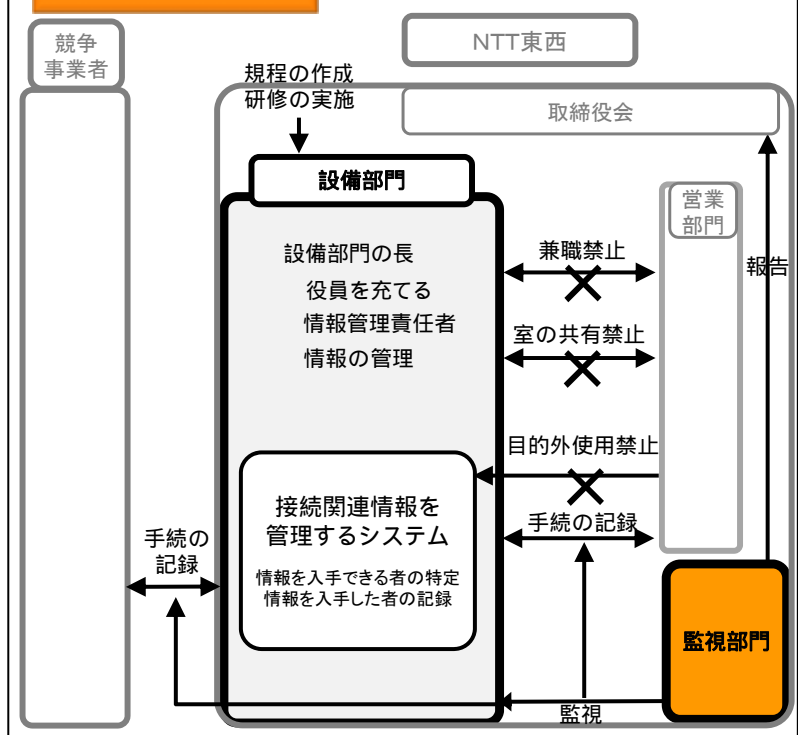 競争
事業者
NTT東西
規程の作成
研修の実施
取締役会
設備部門
営業
部門
設備部門の長
役員を充てる
情報管理責任者
情報の管理
兼職禁止
報告
室の共有禁止
目的外使用禁止
接続関連情報を
管理するシステム
情報を入手できる者の特定
情報を入手した者の記録
手続の記録
手続の
記録
監視部門
監視